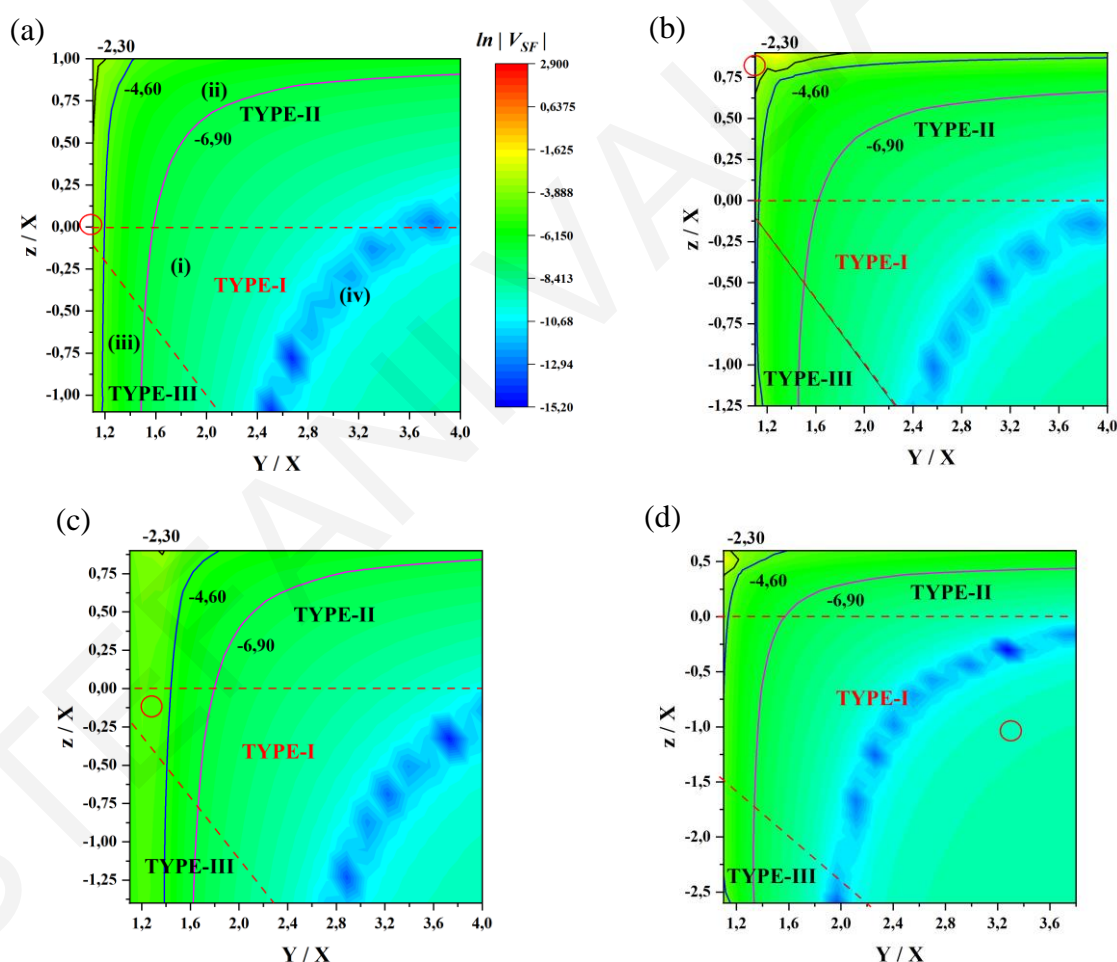 (a)
-2,30
ln | V_SF |
1,00
0,75
0,50
0,25
0,00
-0,25
-0,50
-0,75
-1,00
-4,60
(ii)
TYPE-II
-6,90
(i)
TYPE-I
(iv)
(iii)
TYPE-III
z / X
1,2 1,6 2,0 2,4 2,8 3,2 3,6 4,0
Y / X
2,900
0,6375
-1,625
-3,888
-6,150
-8,413
-10,68
-12,94
-15,20
(b)
-2,30
0,75
0,50
0,25
0,00
-0,25
-0,50
-0,75
-1,00
-1,25
-4,60
TYPE-II
-6,90
TYPE-I
TYPE-III
z / X
1,2 1,6 2,0 2,4 2,8 3,2 3,6 4,0
Y / X
(c)
-2,30
0,75
0,50
0,25
0,00
-0,25
-0,50
-0,75
-1,00
-1,25
-4,60
TYPE-II
-6,90
TYPE-I
TYPE-III
z / X
1,2 1,6 2,0 2,4 2,8 3,2 3,6 4,0
Y / X
(d)
-2,30
0,5
0,0
-0,5
-1,0
-1,5
-2,0
-2,5
-4,60
-6,90
TYPE-II
TYPE-I
TYPE-III
z / X
1,2 1,6 2,0 2,4 2,8 3,2 3,6
Y / X
STEFANI VALIA